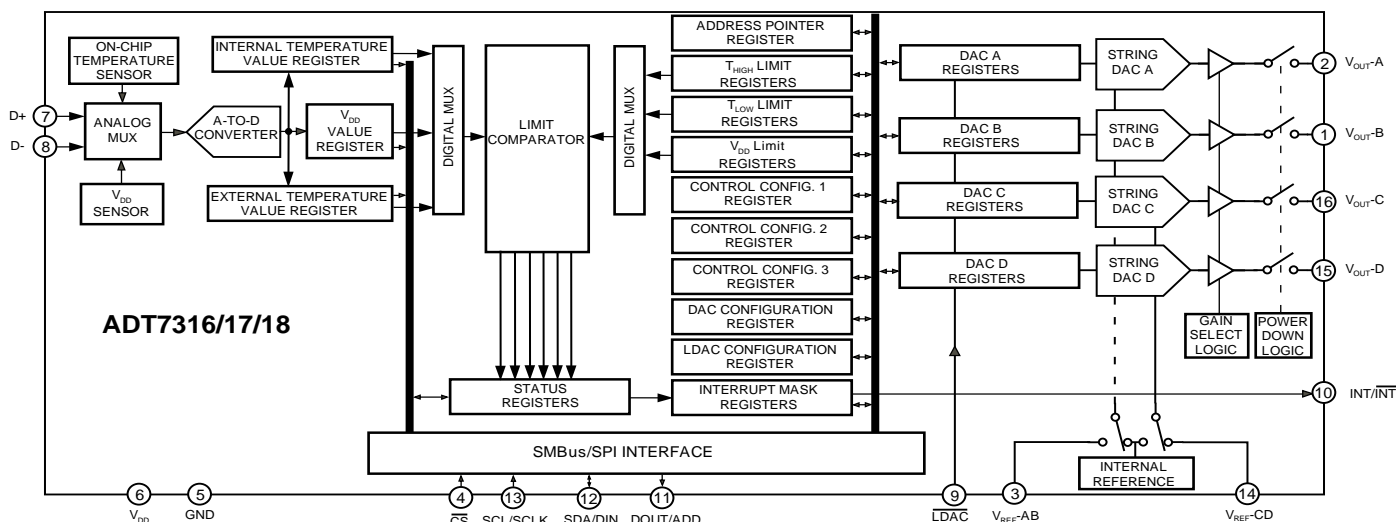 ON-CHIP
TEMPERATURE
SENSOR
INTERNAL TEMPERATURE
VALUE REGISTER
D+
7
D-
8
ANALOG
MUX
A-TO-D
CONVERTER
VDD
VALUE
REGISTER
VDD
SENSOR
EXTERNAL TEMPERATURE
VALUE REGISTER
DIGITAL MUX
LIMIT
COMPARATOR
DIGITAL MUX
ADDRESS POINTER
REGISTER
THIGH LIMIT
REGISTERS
TLOW LIMIT
REGISTERS
VDD Limit
REGISTERS
CONTROL CONFIG. 1
REGISTER
CONTROL CONFIG. 2
REGISTER
CONTROL CONFIG. 3
REGISTER
DAC CONFIGURATION
REGISTER
LDAC CONFIGURATION
REGISTER
INTERRUPT MASK
REGISTERS
STATUS
REGISTERS
ADT7316/17/18
SMBus/SPI INTERFACE
DAC A
REGISTERS
STRING
DAC A
2
VOUT-A
DAC B
REGISTERS
STRING
DAC B
1
VOUT-B
DAC C
REGISTERS
STRING
DAC C
16
VOUT-C
DAC D
REGISTERS
STRING
DAC D
15
VOUT-D
GAIN
SELECT
LOGIC
POWER
DOWN
LOGIC
10
INT/INT
INTERNAL
REFERENCE
6
VDD
5
GND
4
CS
13
SCL/SCLK
12
SDA/DIN
11
DOUT/ADD
9
LDAC
3
VREF-AB
14
VREF-CD